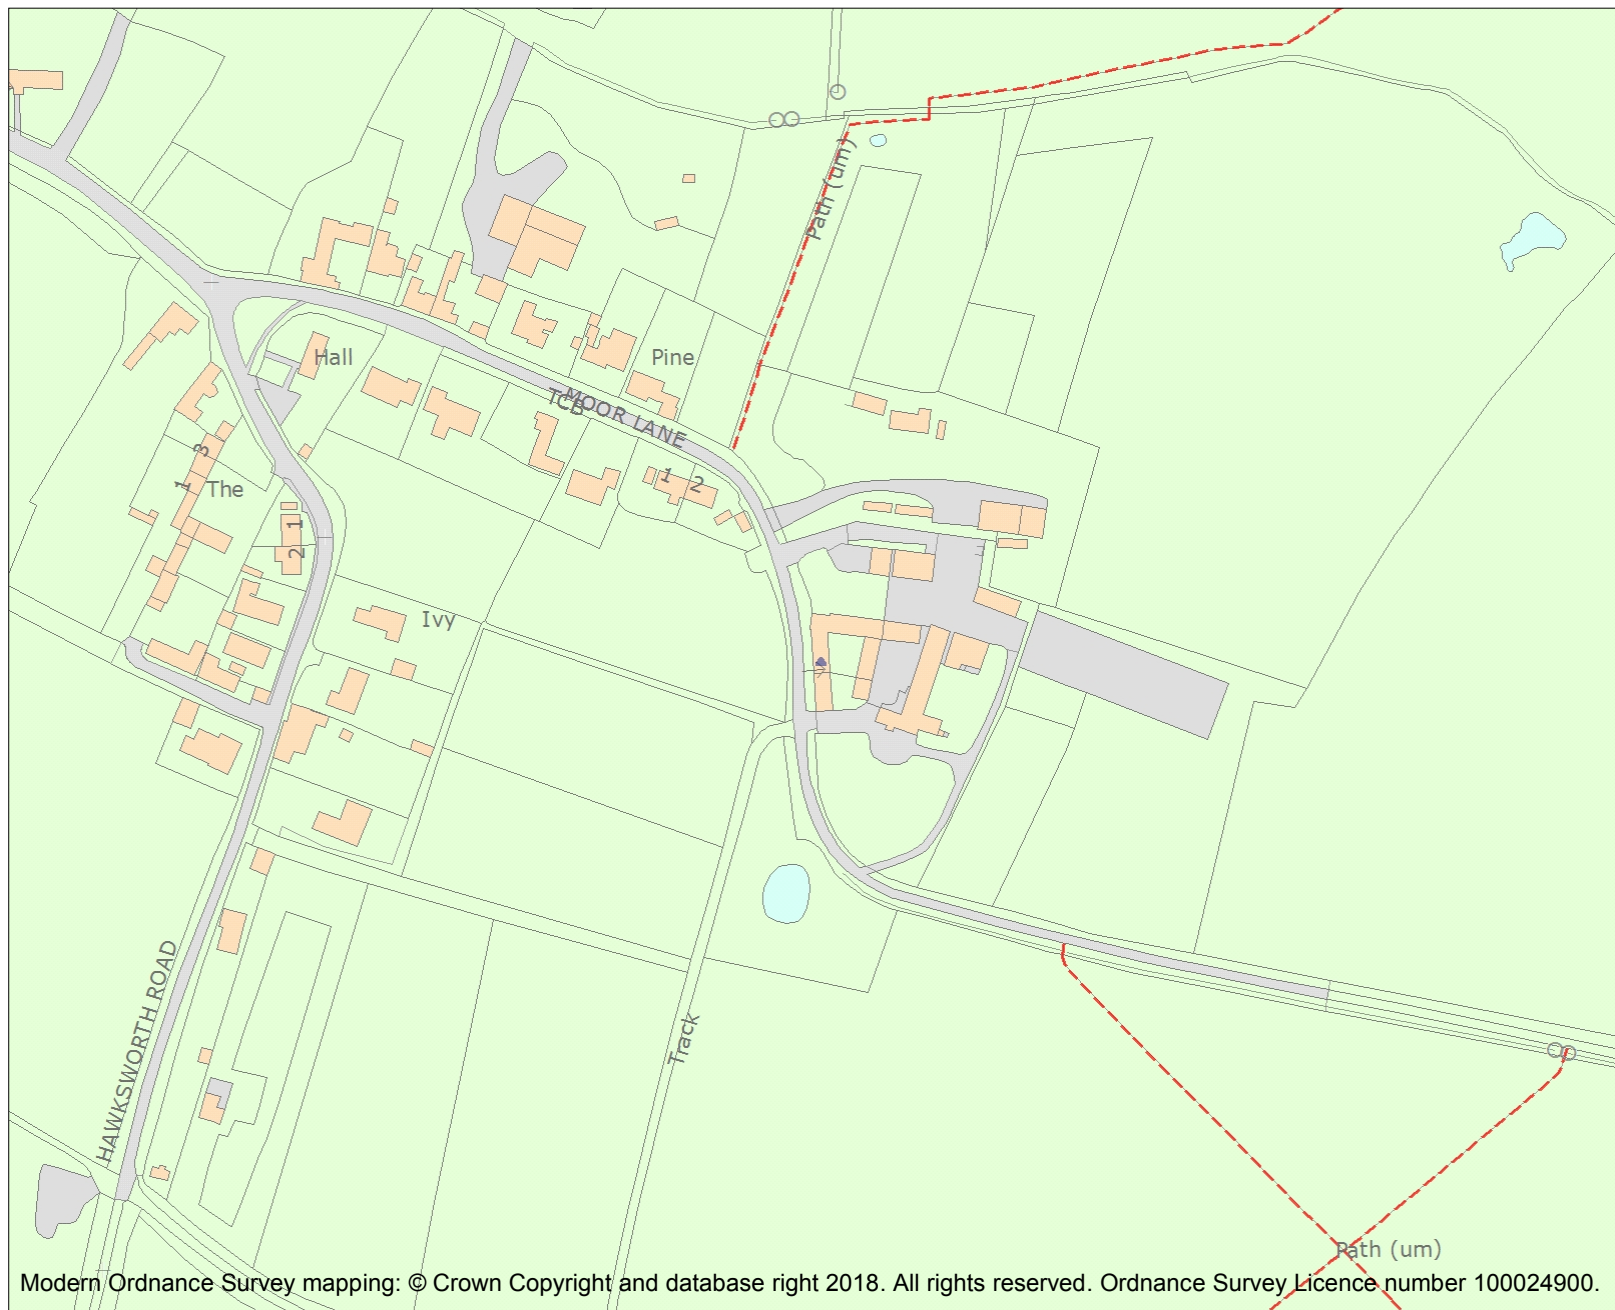 Path (um)
Hall
Pine
TCB
MOOR LANE
3
1
The
1 2
1
2
Ivy
HAWKSWORTH ROAD
Track
Path (um)
Modern Ordnance Survey mapping: © Crown Copyright and database right 2018. All rights reserved. Ordnance Survey Licence number 100024900.